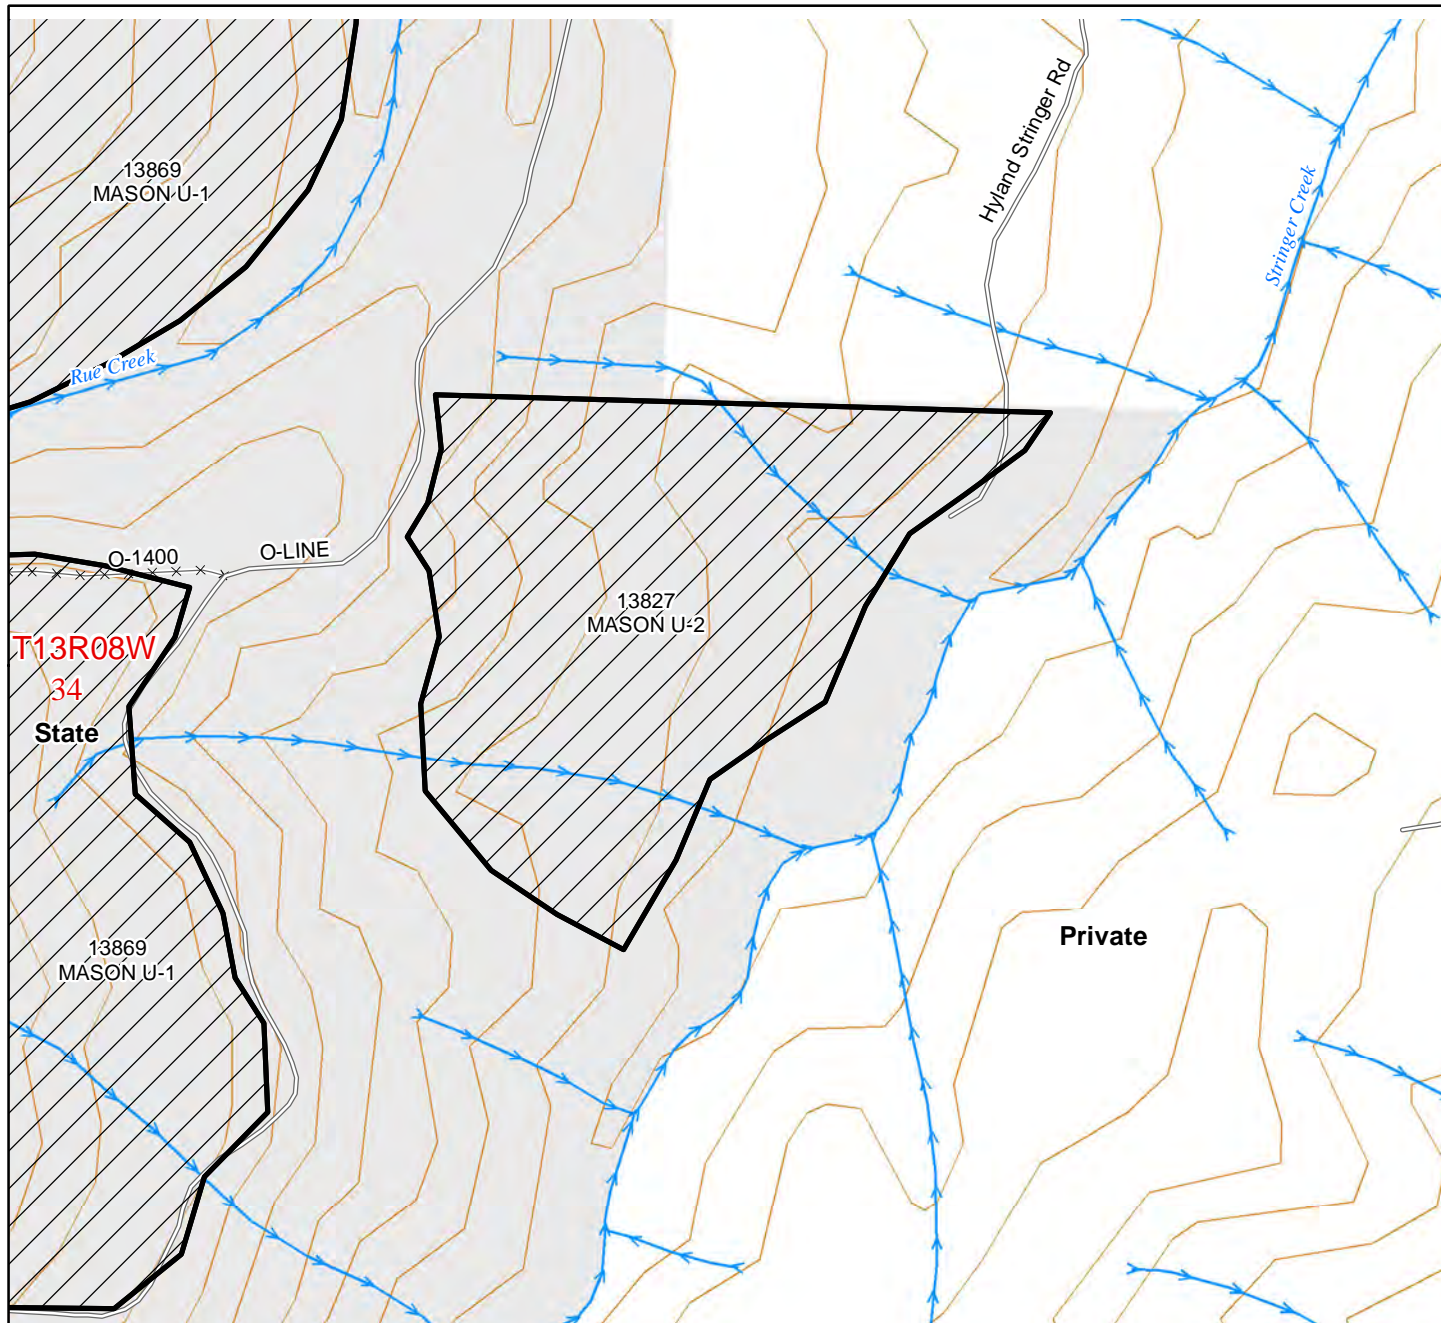 Hyland Stringer Rd
13869
MASON U-1
Stringer Creek
Rue Creek
O-1400
O-LINE
13827
MASON U-2
T13R08W
34
State
13869
MASON U-1
Private